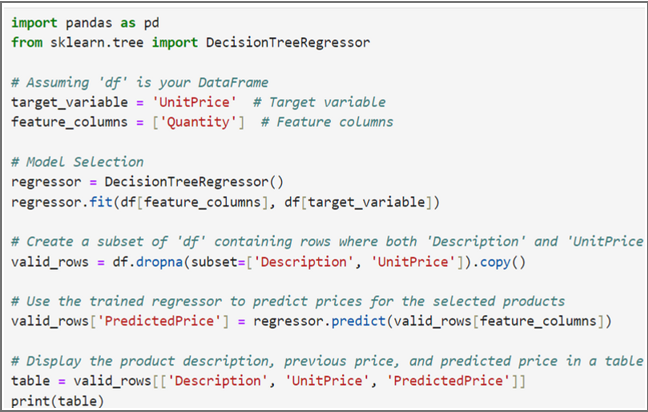 import pandas as pd
from sklearn.tree import DecisionTreeRegressor
# Assuming 'df' is your DataFrame
target_variable = 'UnitPrice'  # Target variable
feature_columns = ['Quantity']  # Feature columns
# Model Selection
regressor = DecisionTreeRegressor()
regressor.fit(df[feature_columns], df[target_variable])
# Create a subset of 'df' containing rows where both 'Description' and 'UnitPrice
valid_rows = df.dropna(subset=['Description', 'UnitPrice']).copy()
# Use the trained regressor to predict prices for the selected products
valid_rows['PredictedPrice'] = regressor.predict(valid_rows[feature_columns])
# Display the product description, previous price, and predicted price in a table
table = valid_rows[['Description', 'UnitPrice', 'PredictedPrice']]
print(table)